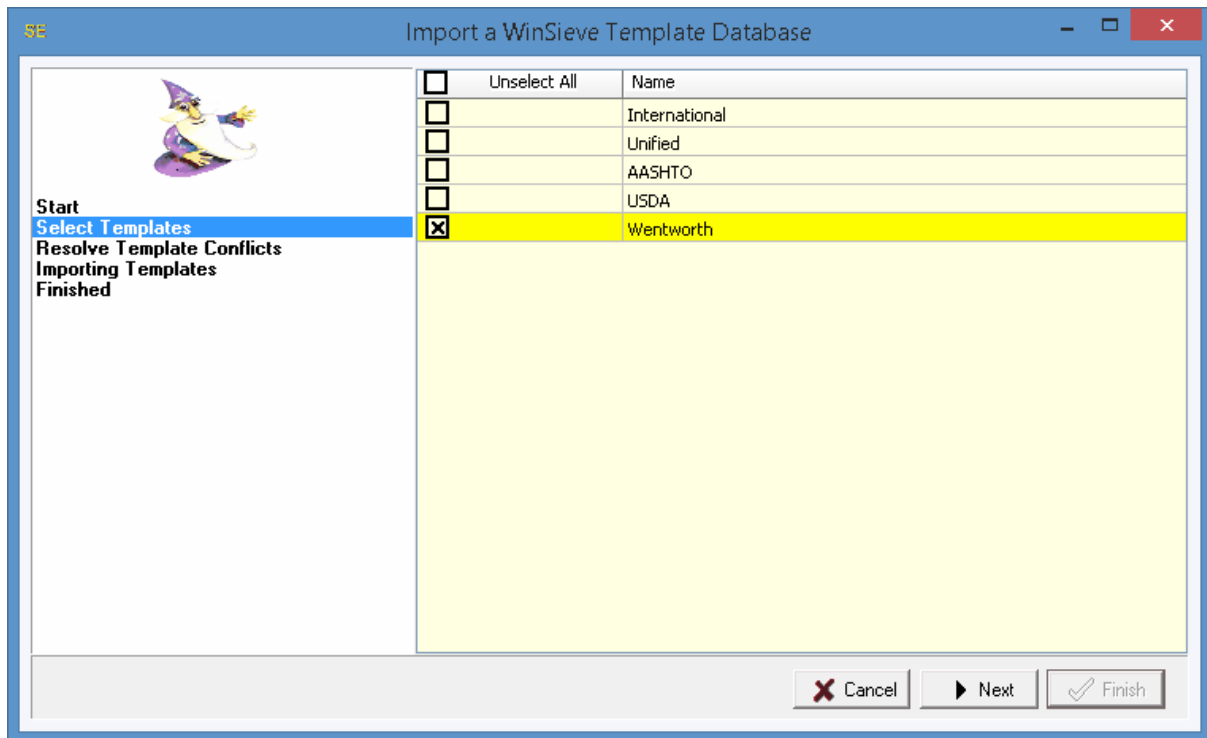 SE Import a WinSieve Template Database
Unselect All Name
International
Unified
AASHTO
USDA
Wentworth
Start
Select Templates
Resolve Template Conflicts
Importing Templates
Finished
Cancel Next Finish